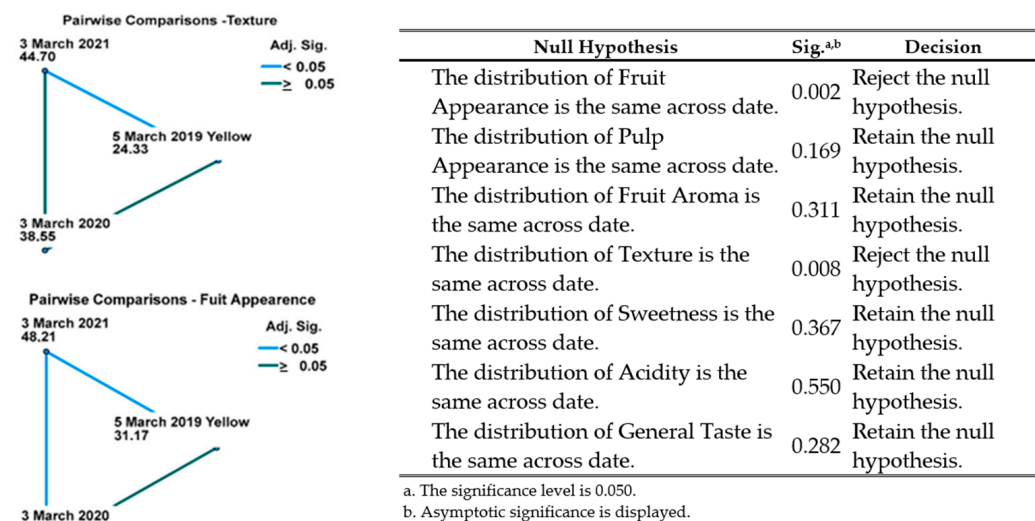 Pairwise Comparisons -Texture
3 March 2021
44.70
Adj. Sig.
< 0.05
≥ 0.05
5 March 2019 Yellow
24.33
3 March 2020
38.55
Pairwise Comparisons - Fuit Appearence
3 March 2021
48.21
Adj. Sig.
< 0.05
≥ 0.05
5 March 2019 Yellow
31.17
3 March 2020
Null Hypothesis Sig.a,b Decision
The distribution of Fruit
Appearance is the same across date.
0.002
Reject the null
hypothesis.
The distribution of Pulp
Appearance is the same across date.
0.169
Retain the null
hypothesis.
The distribution of Fruit Aroma is
the same across date.
0.311
Retain the null
hypothesis.
The distribution of Texture is the
same across date.
0.008
Reject the null
hypothesis.
The distribution of Sweetness is the
same across date.
0.367
Retain the null
hypothesis.
The distribution of Acidity is the
same across date.
0.550
Retain the null
hypothesis.
The distribution of General Taste is
the same across date.
0.282
Retain the null
hypothesis.
a. The significance level is 0.050.
b. Asymptotic significance is displayed.